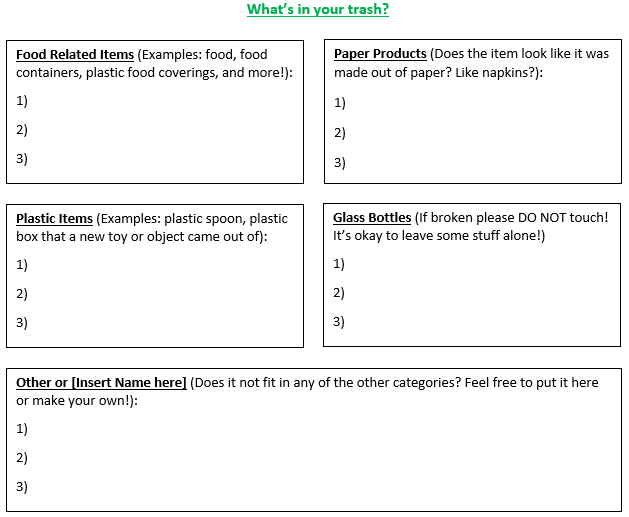 What's in your trash?
Food Related Items (Examples: food, food
containers, plastic food coverings, and more!):
1)
2)
3)
Paper Products (Does the item look like it was
made out of paper? Like napkins?):
1)
2)
3)
Plastic Items (Examples: plastic spoon, plastic
box that a new toy or object came out of):
1)
2)
3)
Glass Bottles (If broken please DO NOT touch!
It's okay to leave some stuff alone!)
1)
2)
3)
Other or [Insert Name here] (Does it not fit in any of the other categories? Feel free to put it here
or make your own!):
1)
2)
3)